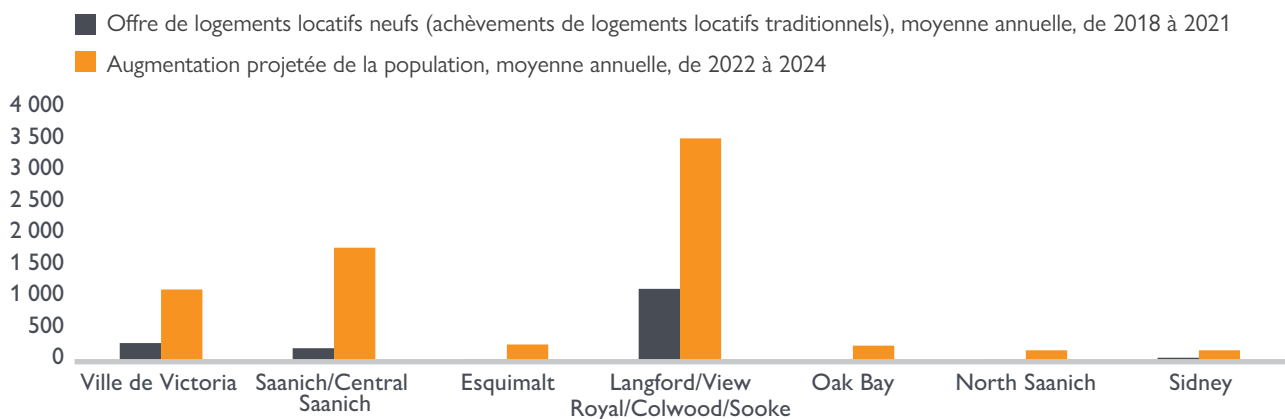 Offre de logements locatifs neufs (achèvements de logements locatifs traditionnels), moyenne annuelle, de 2018 à 2021
Augmentation projetée de la population, moyenne annuelle, de 2022 à 2024
4 000
3 500
3 000
2 500
2 000
1 500
1 000
500
0
Ville de Victoria
Saanich/Central
Saanich
Esquimalt
Langford/View
Royal/Colwood/Sooke
Oak Bay
North Saanich
Sidney